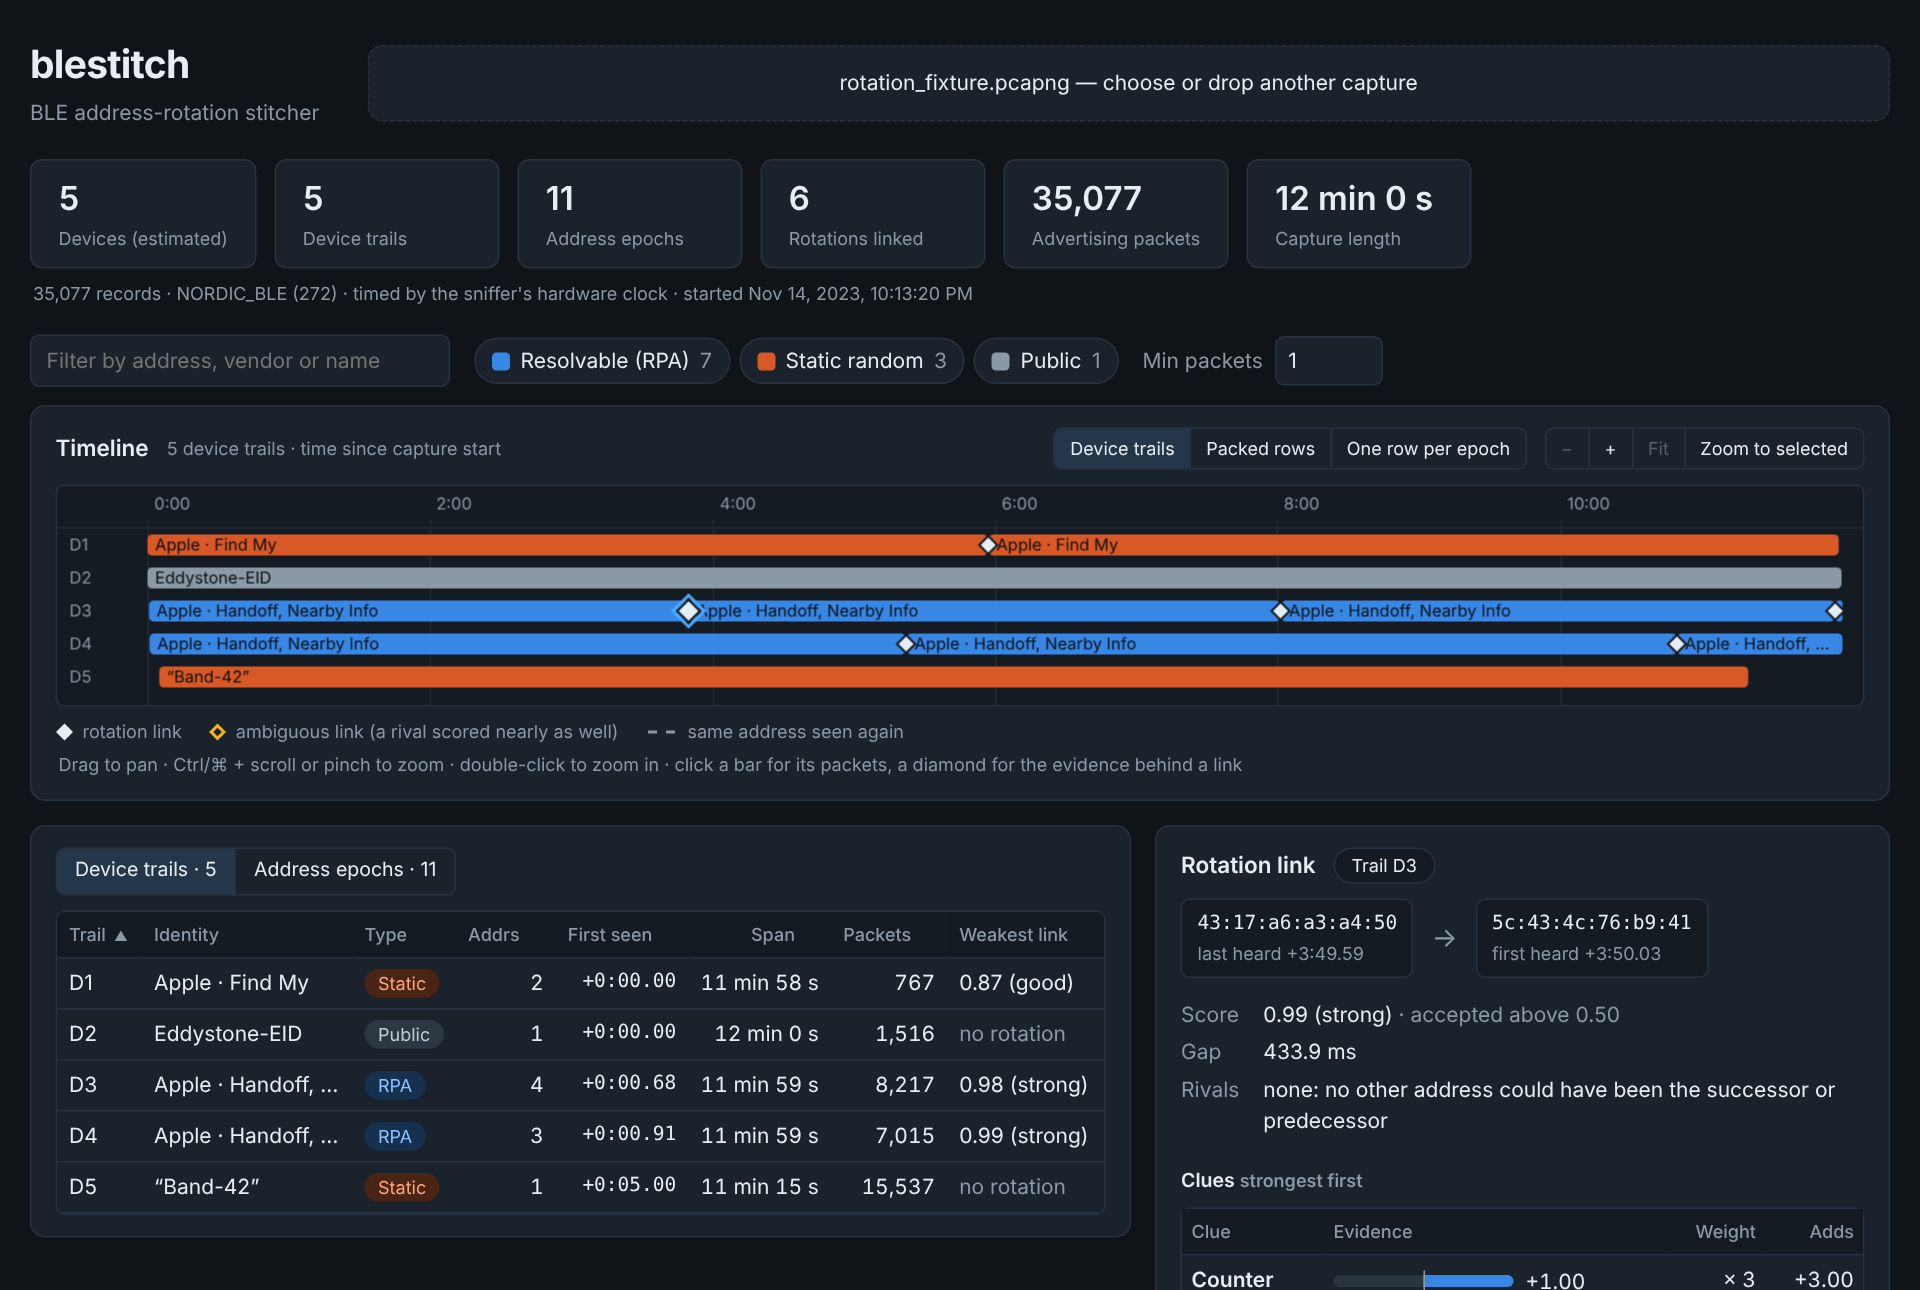 blestitch
BLE address-rotation stitcher
rotation_fixture.pcapng — choose or drop another capture
5
Devices (estimated)
5
Device trails
11
Address epochs
6
Rotations linked
35,077
Advertising packets
12 min 0 s
Capture length
35,077 records · NORDIC_BLE (272) · timed by the sniffer's hardware clock · started Nov 14, 2023, 10:13:20 PM
Filter by address, vendor or name
Resolvable (RPA) 7
Static random 3
Public 1
Min packets 1
Timeline 5 device trails · time since capture start
Device trails Packed rows One row per epoch
− + Fit Zoom to selected
0:00 2:00 4:00 6:00 8:00 10:00
D1 Apple · Find My Apple · Find My
D2 Eddystone-EID
D3 Apple · Handoff, Nearby Info pple · Handoff, Nearby Info Apple · Handoff, Nearby Info
D4 Apple · Handoff, Nearby Info Apple · Handoff, Nearby Info Apple · Handoff, ...
D5 “Band-42”
rotation link ambiguous link (a rival scored nearly as well) same address seen again
Drag to pan · Ctrl/⌘ + scroll or pinch to zoom · double-click to zoom in · click a bar for its packets, a diamond for the evidence behind a link
Device trails · 5 Address epochs · 11
Trail ▲ Identity Type Addrs First seen Span Packets Weakest link
D1 Apple · Find My Static 2 +0:00.00 11 min 58 s 767 0.87 (good)
D2 Eddystone-EID Public 1 +0:00.00 12 min 0 s 1,516 no rotation
D3 Apple · Handoff, ... RPA 4 +0:00.68 11 min 59 s 8,217 0.98 (strong)
D4 Apple · Handoff, ... RPA 3 +0:00.91 11 min 59 s 7,015 0.99 (strong)
D5 “Band-42” Static 1 +0:05.00 11 min 15 s 15,537 no rotation
Rotation link Trail D3
43:17:a6:a3:a4:50
last heard +3:49.59
→
5c:43:4c:76:b9:41
first heard +3:50.03
Score 0.99 (strong) · accepted above 0.50
Gap 433.9 ms
Rivals none: no other address could have been the successor or
predecessor
Clues strongest first
Clue Evidence Weight Adds
Counter +1.00 × 3 +3.00